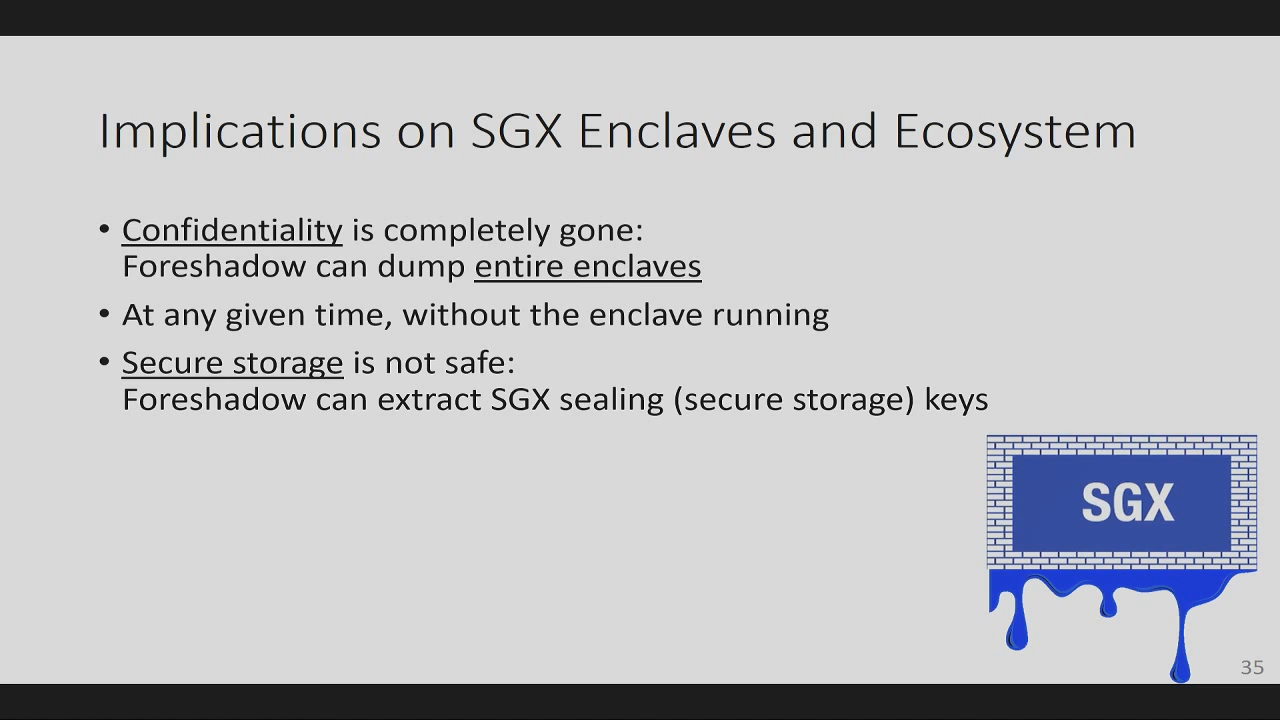 Implications on SGX Enclaves and Ecosystem
• Confidentiality is completely gone:
Foreshadow can dump entire enclaves
• At any given time, without the enclave running
• Secure storage is not safe:
Foreshadow can extract SGX sealing (secure storage) keys
SGX
35